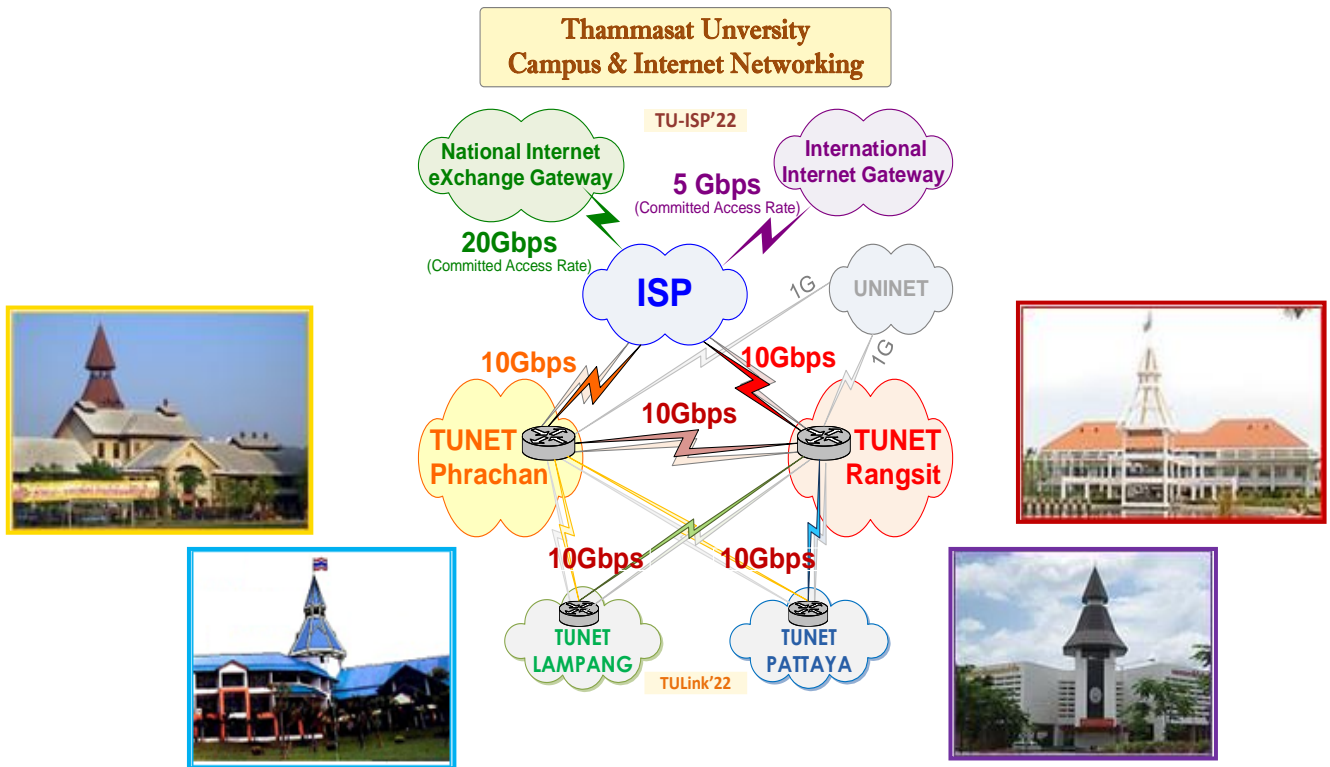 Thammasat Unversity
Campus & Internet Networking
TU-ISP’22
National Internet
eXchange Gateway
International
Internet Gateway
5 Gbps
(Committed Access Rate)
20Gbps
(Committed Access Rate)
ISP
1G
UNINET
1G
10Gbps
10Gbps
10Gbps
TUNET
Phrachan
TUNET
Rangsit
10Gbps
10Gbps
TUNET
LAMPANG
TUNET
PATTAYA
TULink’22